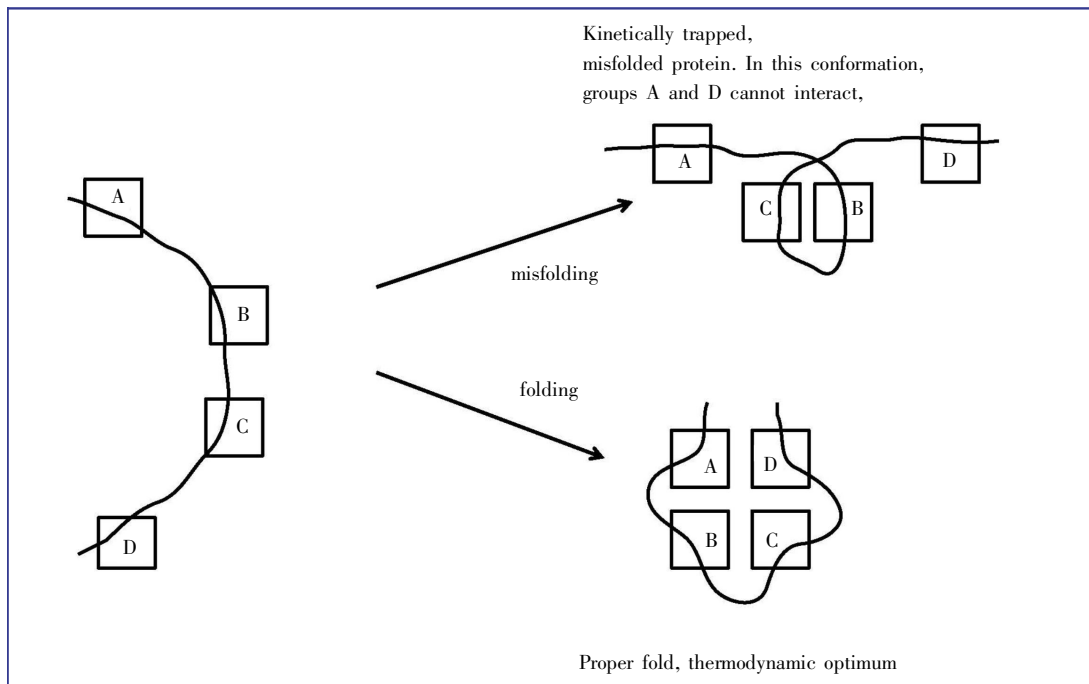 Kinetically trapped,
misfolded protein. In this conformation,
groups A and D cannot interact,
A
D
C B
A
B
C
D
misfolding
folding
A D
B C
Proper fold, thermodynamic optimum